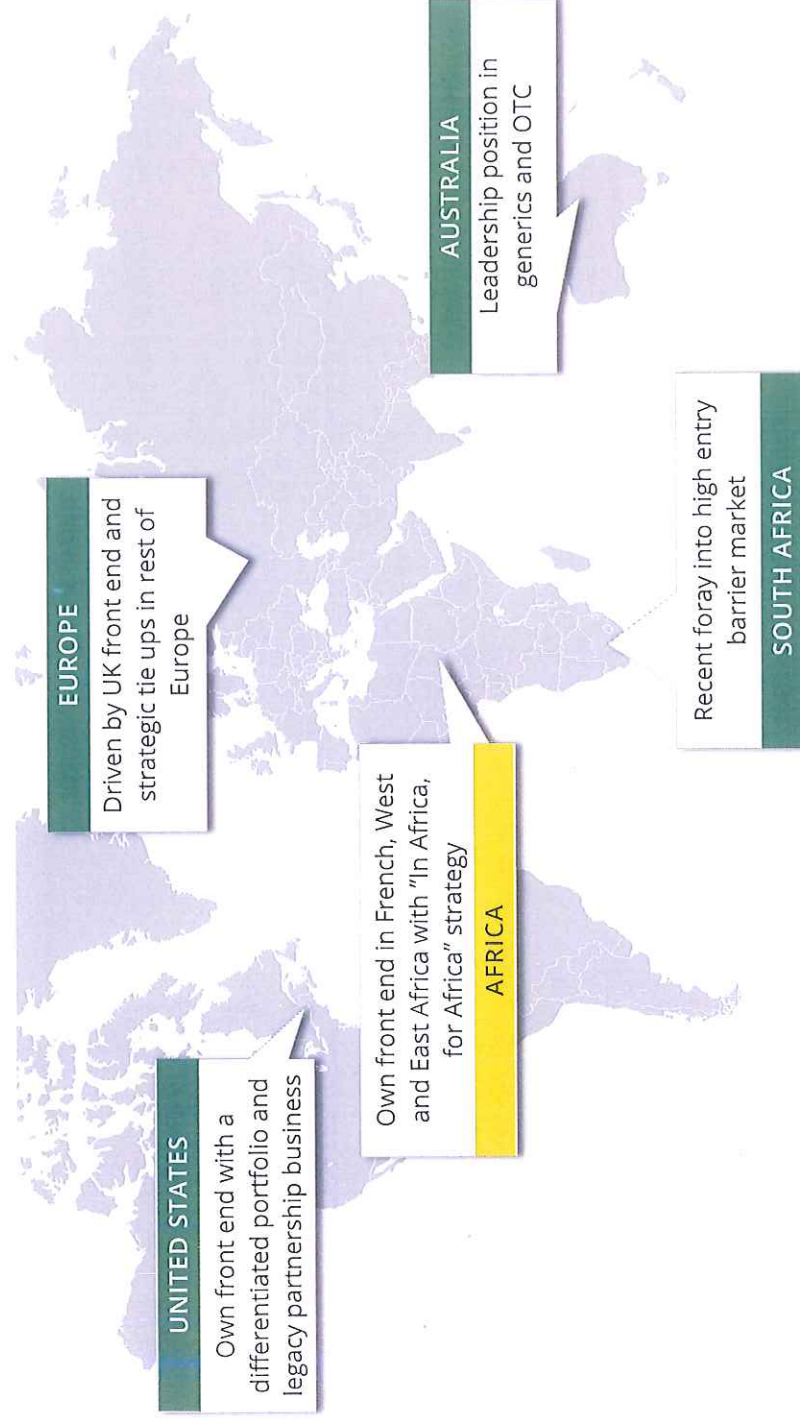 UNITED STATES
Own front end with a
differentiated portfolio and
legacy partnership business
EUROPE
Driven by UK front end and
strategic tie ups in rest of
Europe
Own front end in French, West
and East Africa with "In Africa,
for Africa" strategy
AFRICA
AUSTRALIA
Leadership position in
generics and OTC
Recent foray into high entry
barrier market
SOUTH AFRICA